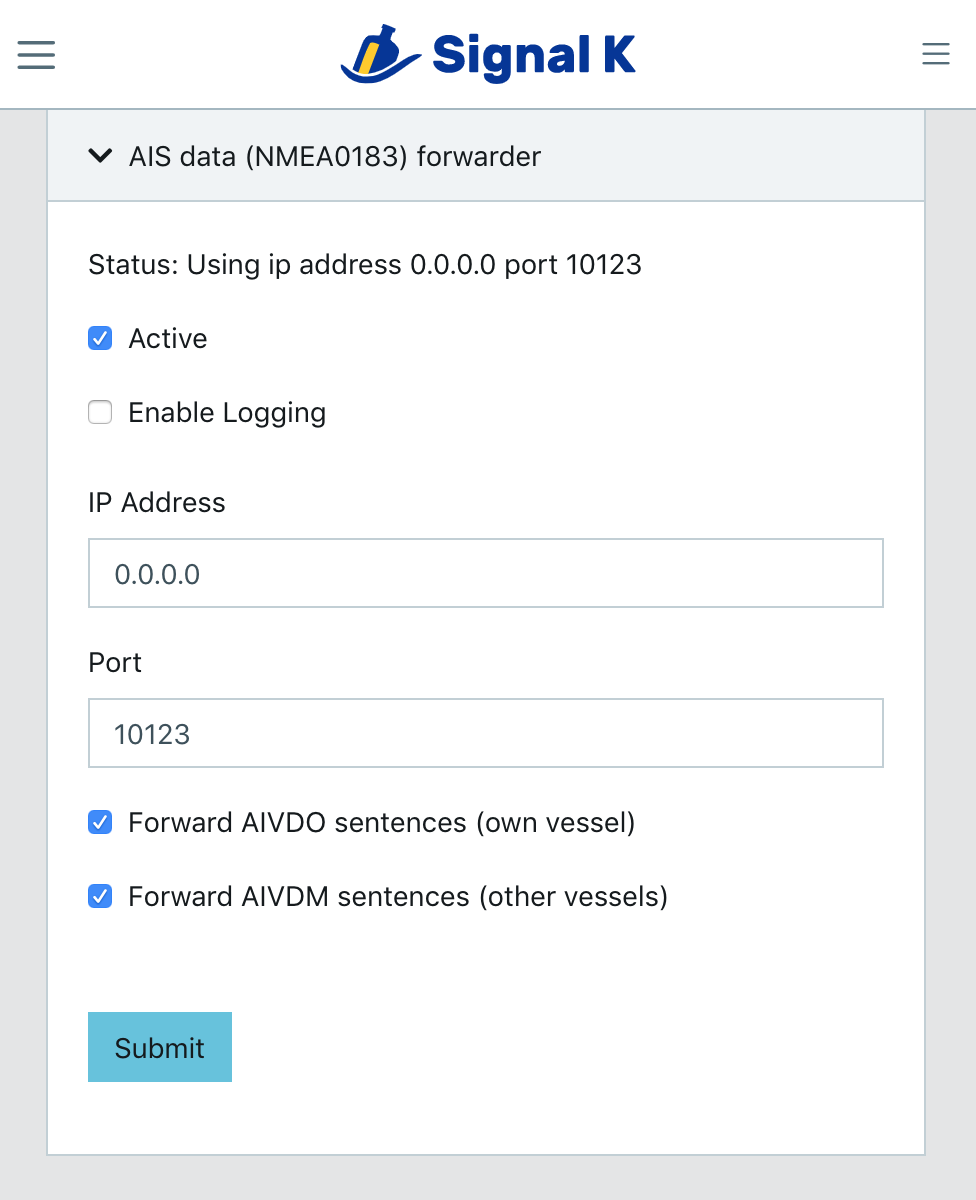 Signal K
AIS data (NMEA0183) forwarder
Status: Using ip address 0.0.0.0 port 10123
Active
Enable Logging
IP Address
0.0.0.0
Port
10123
Forward AIVDO sentences (own vessel)
Forward AIVDM sentences (other vessels)
Submit